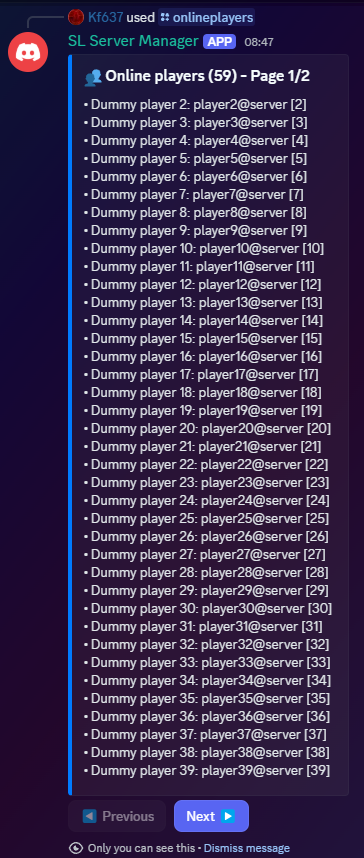 Kf637 used onlineplayers
SL Server Manager APP 08:47
Online players (59) - Page 1/2
• Dummy player 2: player2@server [2]
• Dummy player 3: player3@server [3]
• Dummy player 4: player4@server [4]
• Dummy player 5: player5@server [5]
• Dummy player 6: player6@server [6]
• Dummy player 7: player7@server [7]
• Dummy player 8: player8@server [8]
• Dummy player 9: player9@server [9]
• Dummy player 10: player10@server [10]
• Dummy player 11: player11@server [11]
• Dummy player 12: player12@server [12]
• Dummy player 13: player13@server [13]
• Dummy player 14: player14@server [14]
• Dummy player 15: player15@server [15]
• Dummy player 16: player16@server [16]
• Dummy player 17: player17@server [17]
• Dummy player 18: player18@server [18]
• Dummy player 19: player19@server [19]
• Dummy player 20: player20@server [20]
• Dummy player 21: player21@server [21]
• Dummy player 22: player22@server [22]
• Dummy player 23: player23@server [23]
• Dummy player 24: player24@server [24]
• Dummy player 25: player25@server [25]
• Dummy player 26: player26@server [26]
• Dummy player 27: player27@server [27]
• Dummy player 28: player28@server [28]
• Dummy player 29: player29@server [29]
• Dummy player 30: player30@server [30]
• Dummy player 31: player31@server [31]
• Dummy player 32: player32@server [32]
• Dummy player 33: player33@server [33]
• Dummy player 34: player34@server [34]
• Dummy player 35: player35@server [35]
• Dummy player 36: player36@server [36]
• Dummy player 37: player37@server [37]
• Dummy player 38: player38@server [38]
• Dummy player 39: player39@server [39]
Previous Next
Only you can see this • Dismiss message